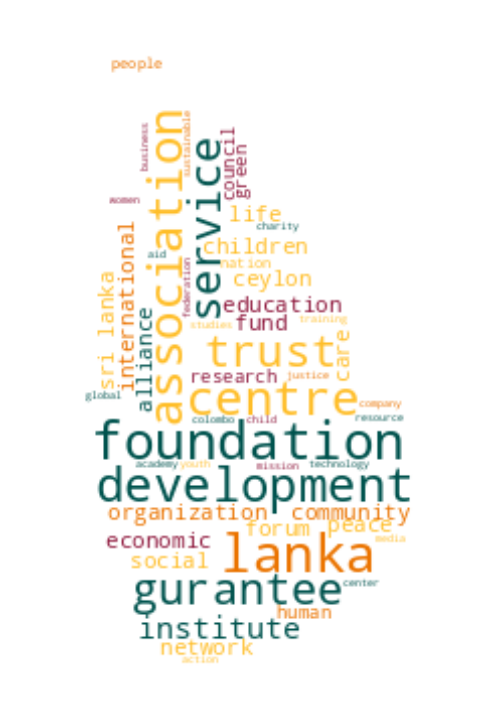 people
business
association
sustainable
service
council
green
women
life
charity
children
aid
nation
international
sri lanka
federation
ceylon
education
fund
studies
training
alliance
trust
care
research
justice
global
centre
company
colombo
child
resource
foundation
academy
youth
mission
technology
development
organization
community
forum
peace
economic
media
lanka
social
gurantee
center
human
institute
network
action